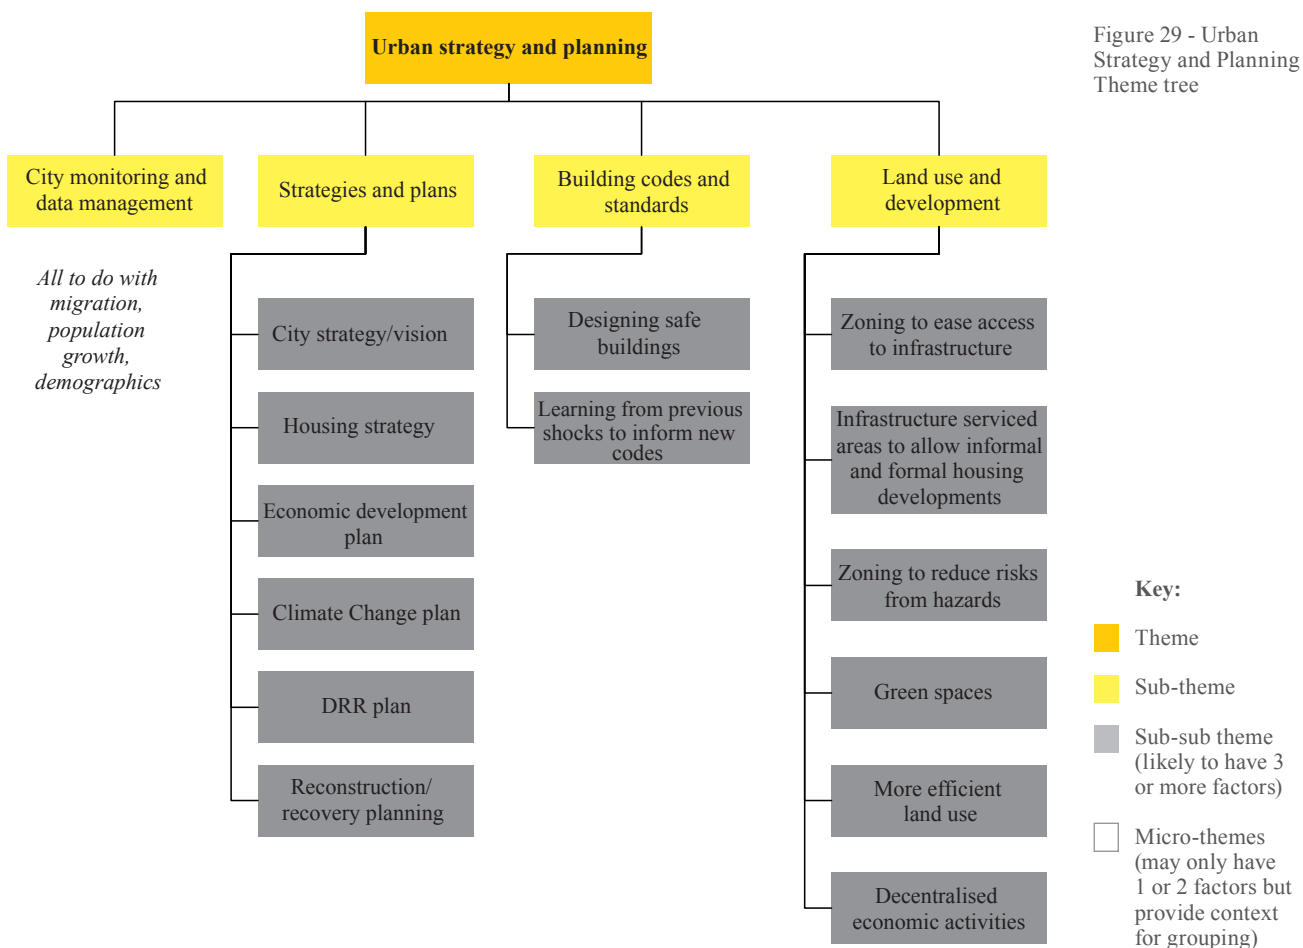 Urban strategy and planning
Figure 29 - Urban
Strategy and Planning
Theme tree
City monitoring and
data management
Strategies and plans
Building codes and
standards
Land use and
development
All to do with
migration,
population
growth,
demographics
City strategy/vision
Housing strategy
Economic development
plan
Climate Change plan
DRR plan
Reconstruction/
recovery planning
Designing safe
buildings
Learning from previous
shocks to inform new
codes
Zoning to ease access
to infrastructure
Infrastructure serviced
areas to allow informal
and formal housing
developments
Zoning to reduce risks
from hazards
Green spaces
More efficient
land use
Decentralised
economic activities
Key:
Theme
Sub-theme
Sub-sub theme
(likely to have 3
or more factors)
Micro-themes
(may only have
1 or 2 factors but
provide context
for grouping)